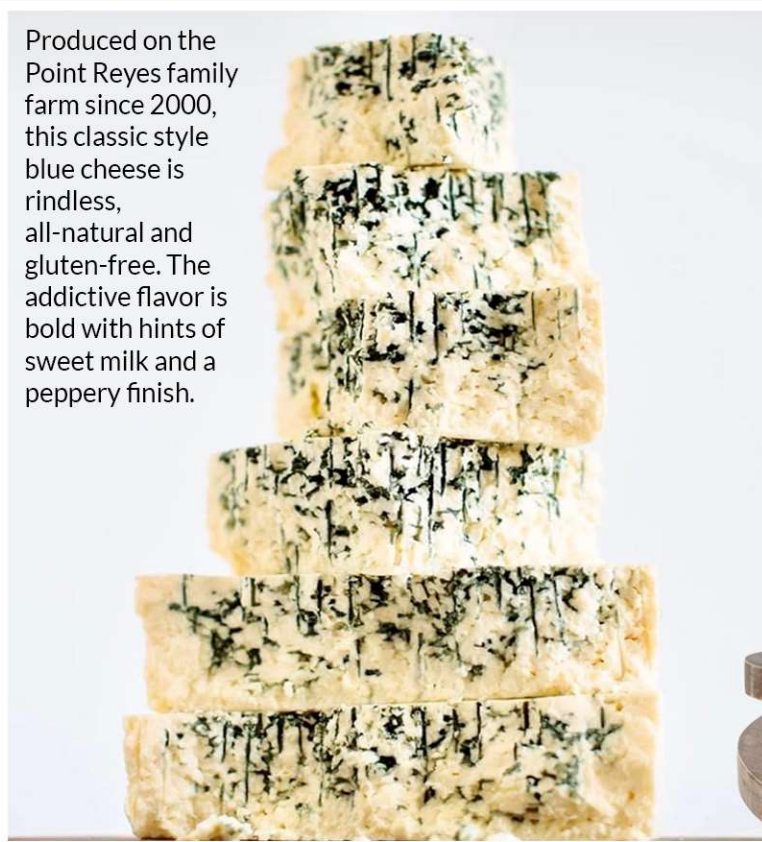 Produced on the
Point Reyes family
farm since 2000,
this classic style
blue cheese is
rindless,
all-natural and
gluten-free. The
addictive flavor is
bold with hints of
sweet milk and a
peppery finish.